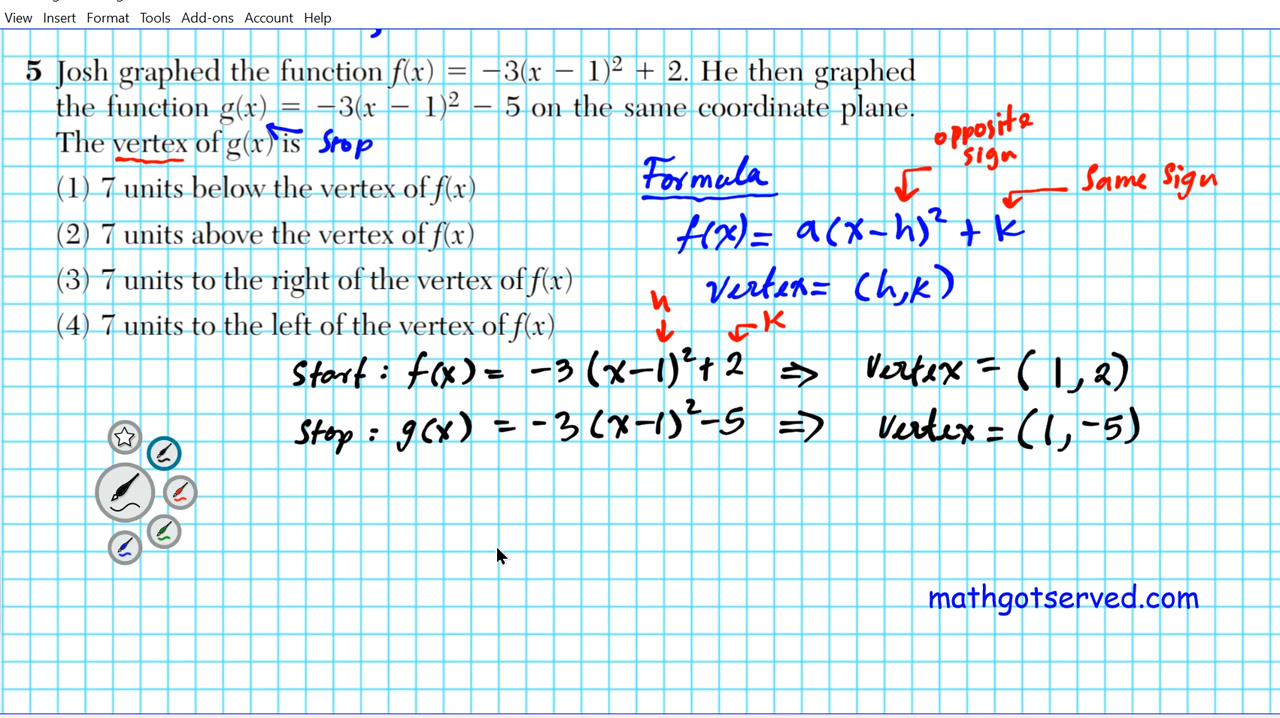 View Insert Format Tools Add-ons Account Help
5 Josh graphed the function f(x) = −3(x − 1)² + 2. He then graphed
the function g(x) = −3(x − 1)² − 5 on the same coordinate plane.
The vertex of g(x) is Stop
(1) 7 units below the vertex of f(x)
(2) 7 units above the vertex of f(x)
(3) 7 units to the right of the vertex of f(x)
(4) 7 units to the left of the vertex of f(x)
opposite
sign
Same Sign
Formula
f(x)= a(x-h)² + k
Vertex= (h,k)
h
k
Start: f(x) = -3(x-1)²+2 ⇒ Vertex = (1,2)
Stop: g(x) = -3(x-1)²-5 ⇒ Vertex = (1,-5)
mathgotserved.com